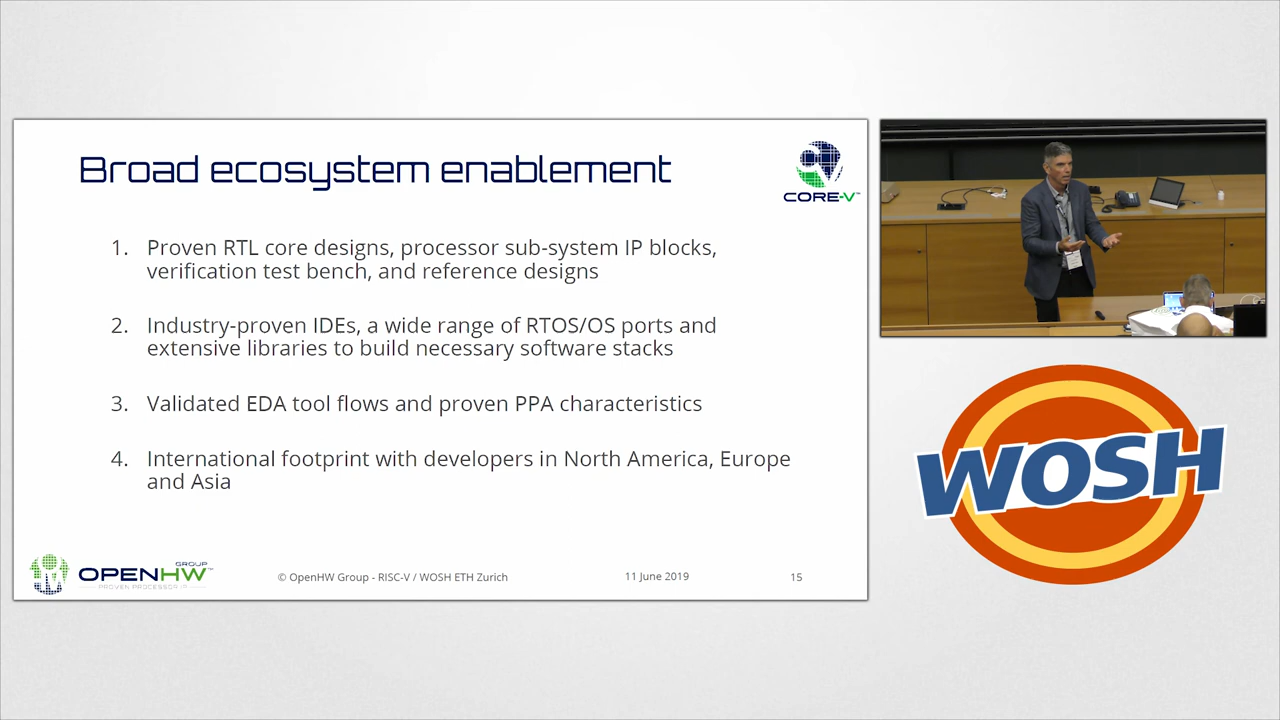 Broad ecosystem enablement
CORE-V™
1. Proven RTL core designs, processor sub-system IP blocks,
verification test bench, and reference designs
2. Industry-proven IDEs, a wide range of RTOS/OS ports and
extensive libraries to build necessary software stacks
3. Validated EDA tool flows and proven PPA characteristics
4. International footprint with developers in North America, Europe
and Asia
GROUP
OPENHW™
PROVEN PROCESSOR IP
© OpenHW Group - RISC-V / WOSH ETH Zurich
11 June 2019
15
WOSH